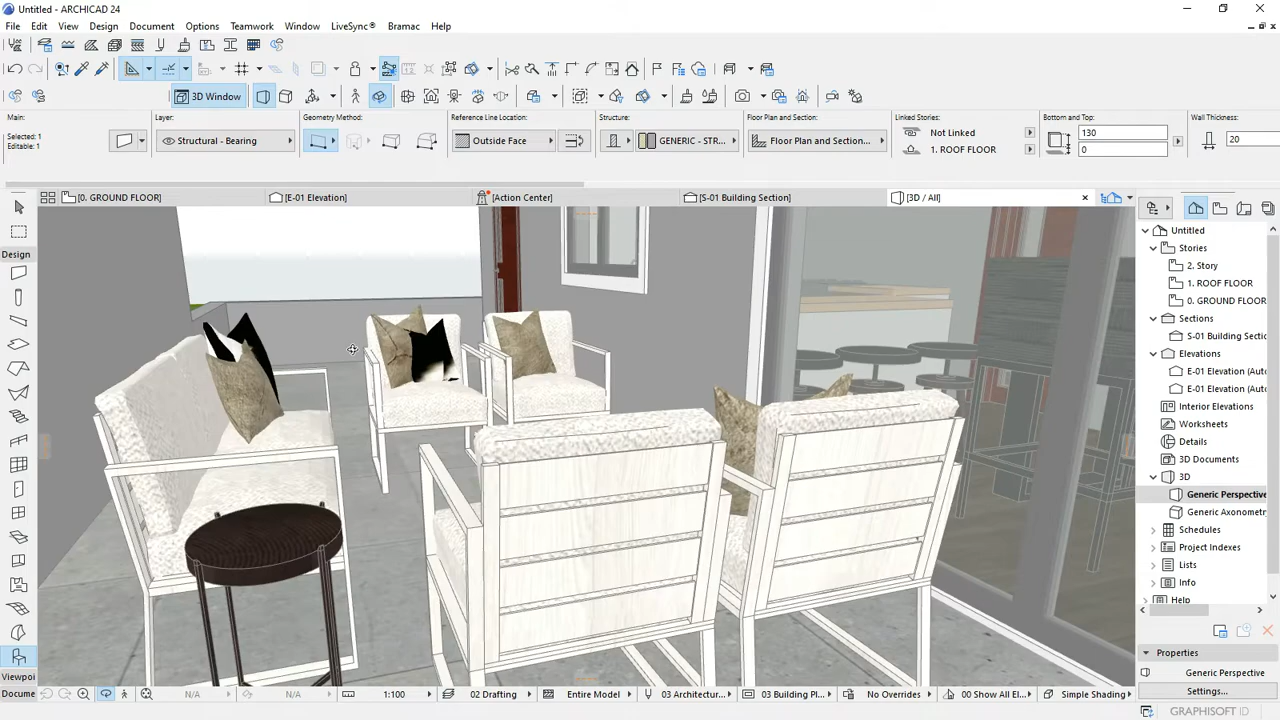 Untitled - ARCHICAD 24
File Edit View Design Document Options Teamwork Window LiveSync® Bramac Help
3D Window
Main:
Selected: 1
Editable: 1
Layer:
Structural - Bearing
Geometry Method:
Reference Line Location:
Outside Face
Structure:
GENERIC - STR...
Floor Plan and Section:
Floor Plan and Section...
Linked Stories:
Not Linked
1. ROOF FLOOR
Bottom and Top:
130
0
Wall Thickness:
20
[0. GROUND FLOOR]
[E-01 Elevation]
[Action Center]
[S-01 Building Section]
[3D / All]
Design
Viewpoi
Docume
Untitled
Stories
2. Story
1. ROOF FLOOR
0. GROUND FLOOR
Sections
S-01 Building Sectio
Elevations
E-01 Elevation (Auto
E-01 Elevation (Auto
Interior Elevations
Worksheets
Details
3D Documents
3D
Generic Perspective
Generic Axonometry
Schedules
Project Indexes
Lists
Info
Help
Properties
Generic Perspective
Settings...
N/A
N/A
1:100
02 Drafting
Entire Model
03 Architectur...
03 Building Pl...
No Overrides
00 Show All El...
Simple Shading
GRAPHISOFT ID